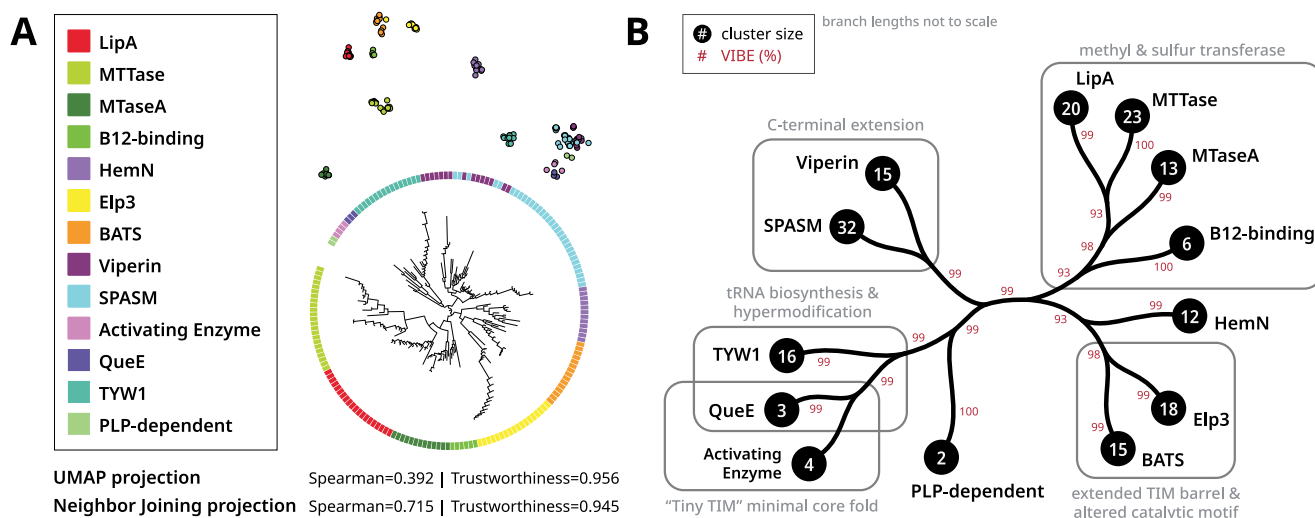 A
LipA
MTTase
MTaseA
B12-binding
HemN
Elp3
BATS
Viperin
SPASM
Activating Enzyme
QueE
TYW1
PLP-dependent
UMAP projection Spearman=0.392 | Trustworthiness=0.956
Neighbor Joining projection Spearman=0.715 | Trustworthiness=0.945
B
# cluster size
# VIBE (%)
branch lengths not to scale
methyl & sulfur transferase
LipA
20
99
MTTase
23
100
MTaseA
13
99
93
98
B12-binding
6
100
93
C-terminal extension
Viperin
15
SPASM
32
99
99
tRNA biosynthesis &
hypermodification
TYW1
16
99
99
99
QueE
3
99
Activating
Enzyme
4
"Tiny TIM" minimal core fold
99
100
2
PLP-dependent
93
99
12
HemN
98
99
18
Elp3
99
15
BATS
extended TIM barrel &
altered catalytic motif